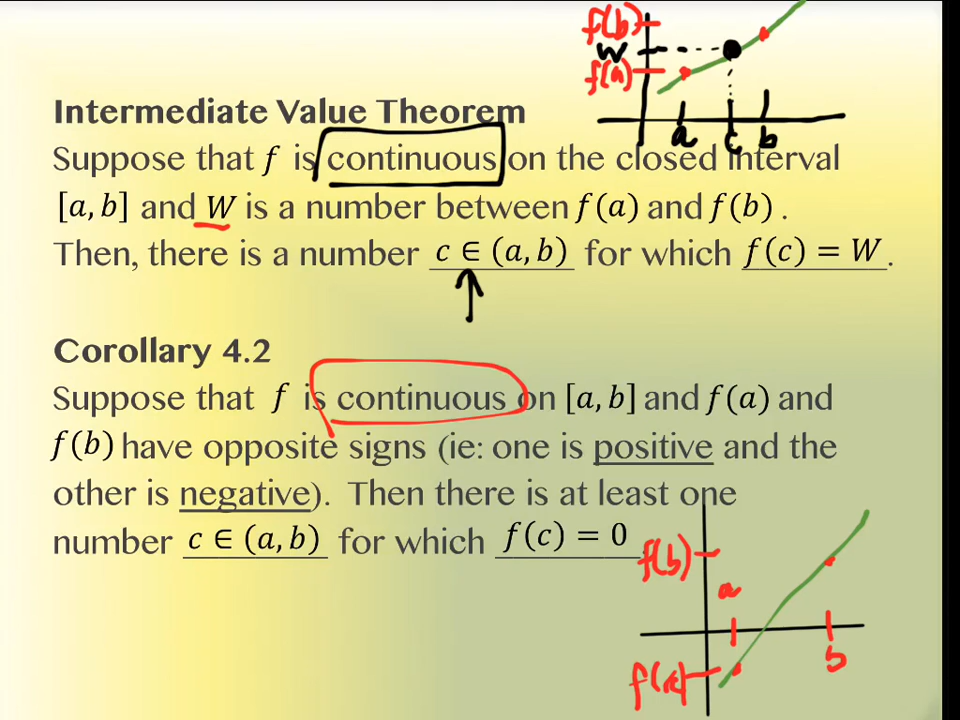 f(b)
W
f(a)
a c b
Intermediate Value Theorem
Suppose that f is continuous on the closed interval
[a, b] and W is a number between f(a) and f(b).
Then, there is a number c ∈ (a, b) for which f(c) = W.
Corollary 4.2
Suppose that f is continuous on [a, b] and f(a) and
f(b) have opposite signs (ie: one is positive and the
other is negative). Then there is at least one
number c ∈ (a, b) for which f(c) = 0
f(b)
a
b
f(a)